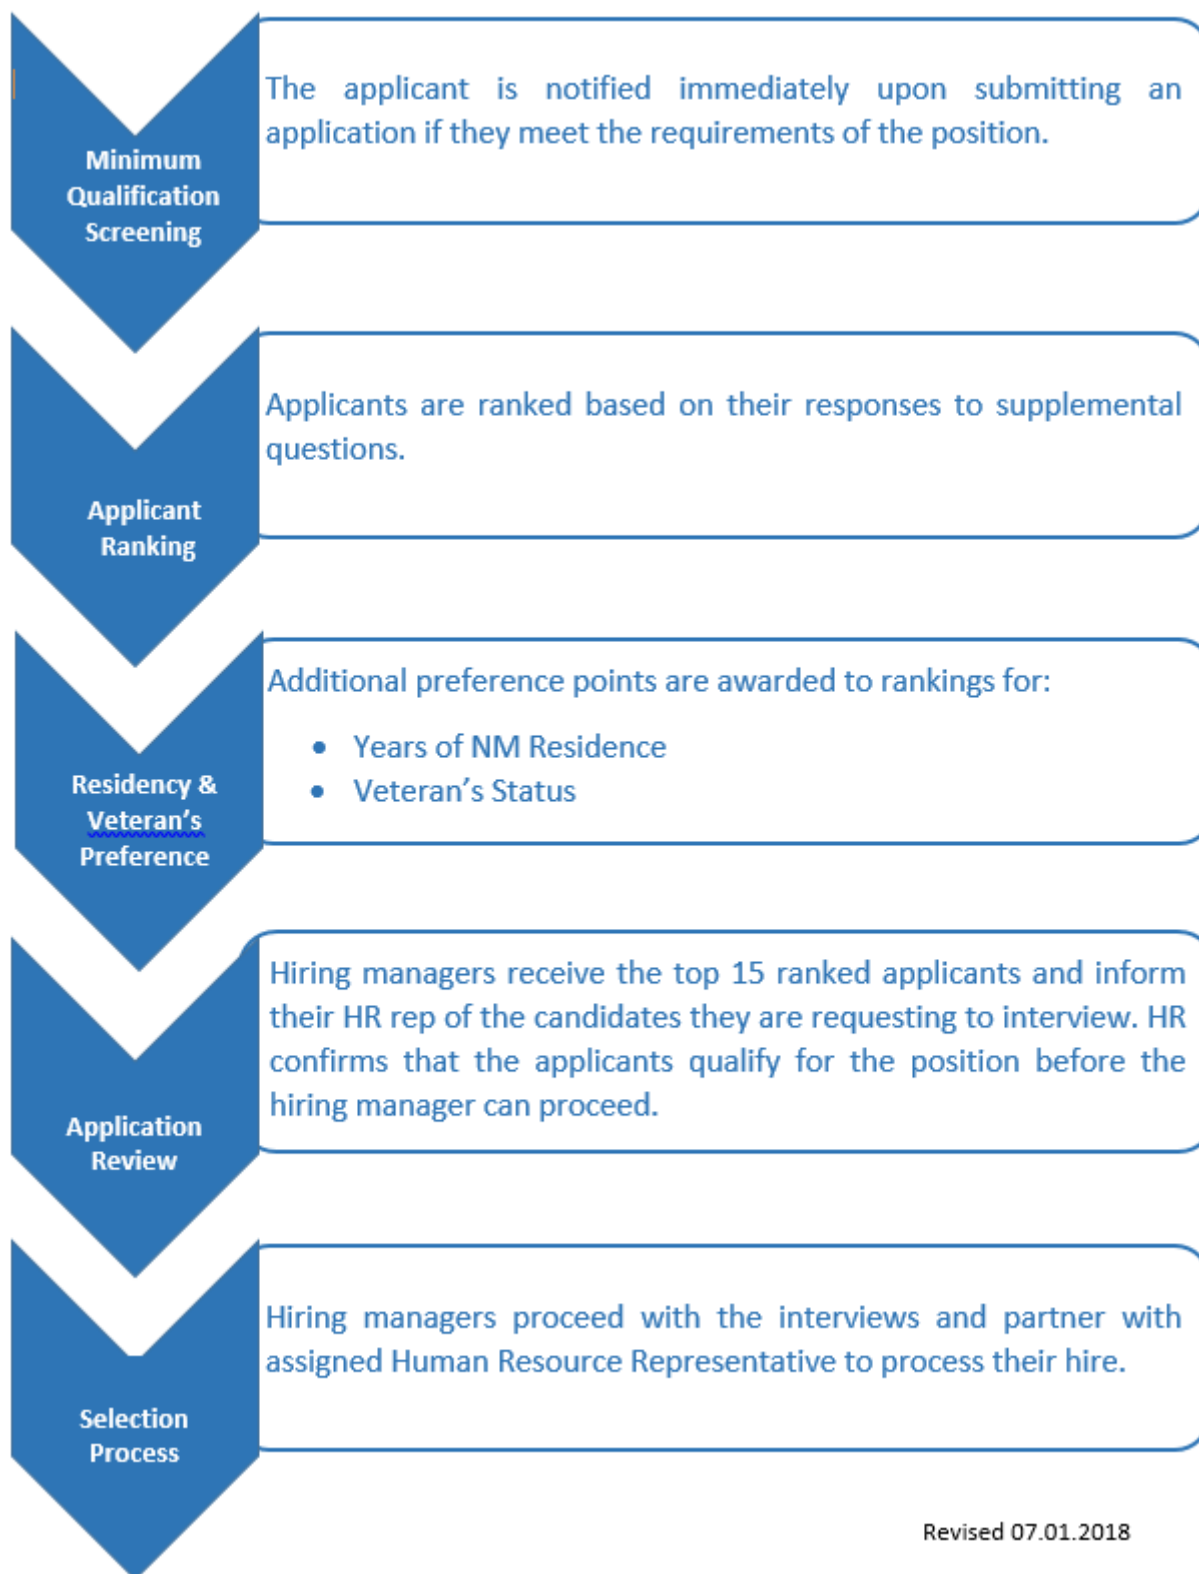 Minimum
Qualification
Screening
The applicant is notified immediately upon submitting an
application if they meet the requirements of the position.
Applicant
Ranking
Applicants are ranked based on their responses to supplemental
questions.
Residency &
Veteran's
Preference
Additional preference points are awarded to rankings for:
• Years of NM Residence
• Veteran's Status
Application
Review
Hiring managers receive the top 15 ranked applicants and inform
their HR rep of the candidates they are requesting to interview. HR
confirms that the applicants qualify for the position before the
hiring manager can proceed.
Selection
Process
Hiring managers proceed with the interviews and partner with
assigned Human Resource Representative to process their hire.
Revised 07.01.2018